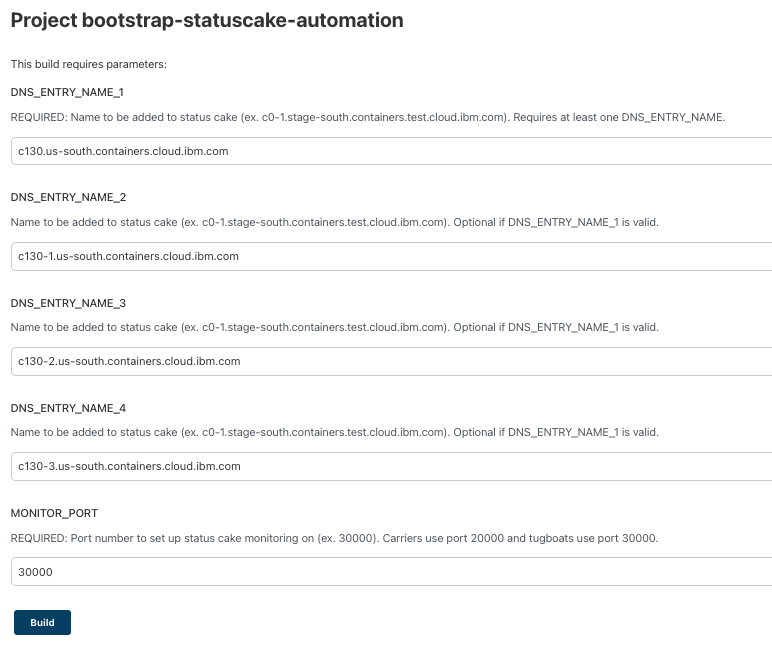 Project bootstrap-statuscake-automation
This build requires parameters:
DNS_ENTRY_NAME_1
REQUIRED: Name to be added to status cake (ex. c0-1.stage-south.containers.test.cloud.ibm.com). Requires at least one DNS_ENTRY_NAME.
c130.us-south.containers.cloud.ibm.com
DNS_ENTRY_NAME_2
Name to be added to status cake (ex. c0-1.stage-south.containers.test.cloud.ibm.com). Optional if DNS_ENTRY_NAME_1 is valid.
c130-1.us-south.containers.cloud.ibm.com
DNS_ENTRY_NAME_3
Name to be added to status cake (ex. c0-1.stage-south.containers.test.cloud.ibm.com). Optional if DNS_ENTRY_NAME_1 is valid.
c130-2.us-south.containers.cloud.ibm.com
DNS_ENTRY_NAME_4
Name to be added to status cake (ex. c0-1.stage-south.containers.test.cloud.ibm.com). Optional if DNS_ENTRY_NAME_1 is valid.
c130-3.us-south.containers.cloud.ibm.com
MONITOR_PORT
REQUIRED: Port number to set up status cake monitoring on (ex. 30000). Carriers use port 20000 and tugboats use port 30000.
30000
Build